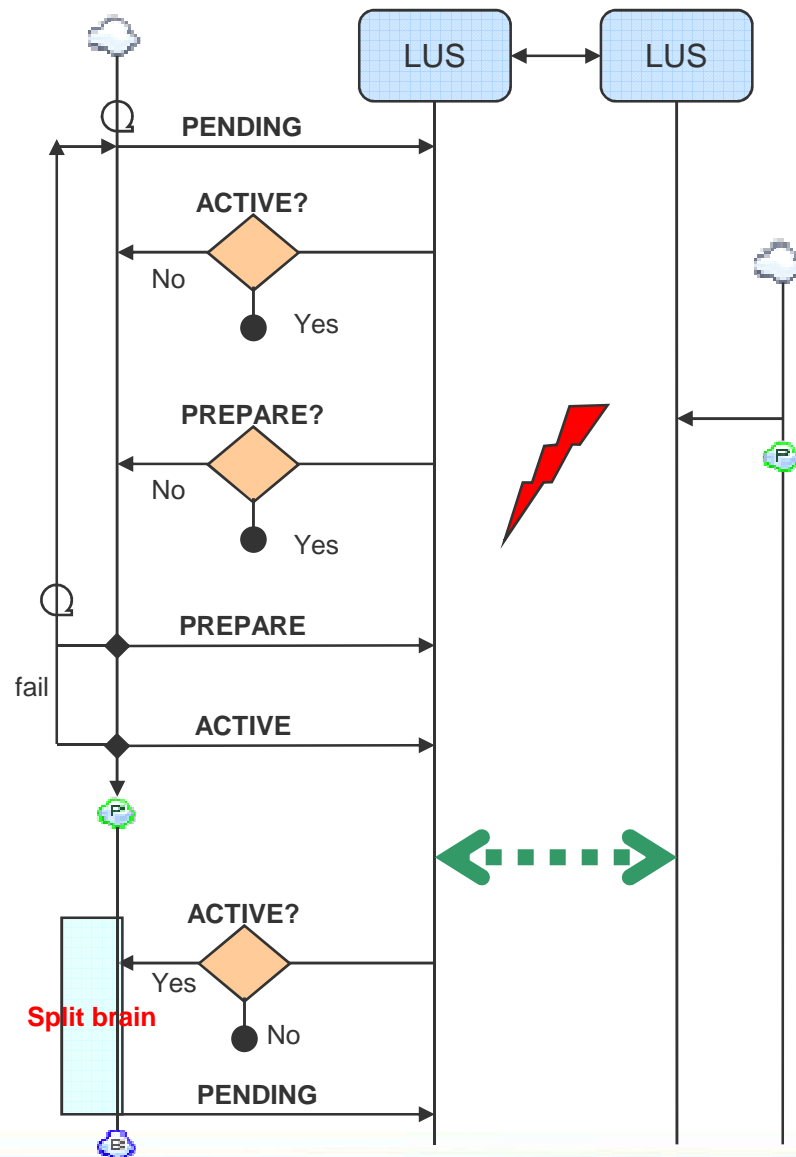 LUS
LUS
PENDING
ACTIVE?
No
Yes
P
PREPARE?
No
Yes
PREPARE
fail
ACTIVE
P
ACTIVE?
Yes
Split brain
No
PENDING
B